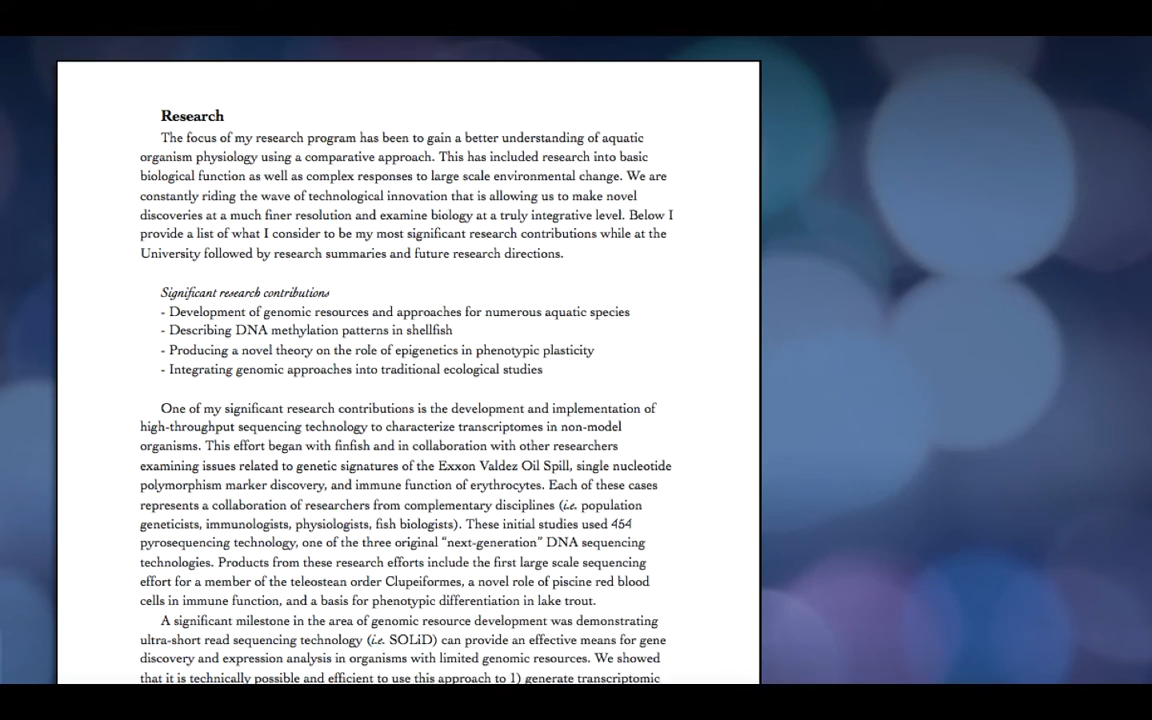 Research
The focus of my research program has been to gain a better understanding of aquatic
organism physiology using a comparative approach. This has included research into basic
biological function as well as complex responses to large scale environmental change. We are
constantly riding the wave of technological innovation that is allowing us to make novel
discoveries at a much finer resolution and examine biology at a truly integrative level. Below I
provide a list of what I consider to be my most significant research contributions while at the
University followed by research summaries and future research directions.
Significant research contributions
- Development of genomic resources and approaches for numerous aquatic species
- Describing DNA methylation patterns in shellfish
- Producing a novel theory on the role of epigenetics in phenotypic plasticity
- Integrating genomic approaches into traditional ecological studies
One of my significant research contributions is the development and implementation of
high-throughput sequencing technology to characterize transcriptomes in non-model
organisms. This effort began with finfish and in collaboration with other researchers
examining issues related to genetic signatures of the Exxon Valdez Oil Spill, single nucleotide
polymorphism marker discovery, and immune function of erythrocytes. Each of these cases
represents a collaboration of researchers from complementary disciplines (i.e. population
geneticists, immunologists, physiologists, fish biologists). These initial studies used 454
pyrosequencing technology, one of the three original “next-generation” DNA sequencing
technologies. Products from these research efforts include the first large scale sequencing
effort for a member of the teleostean order Clupeiformes, a novel role of piscine red blood
cells in immune function, and a basis for phenotypic differentiation in lake trout.
A significant milestone in the area of genomic resource development was demonstrating
ultra-short read sequencing technology (i.e. SOLiD) can provide an effective means for gene
discovery and expression analysis in organisms with limited genomic resources. We showed
that it is technically possible and efficient to use this approach to 1) generate transcriptomic